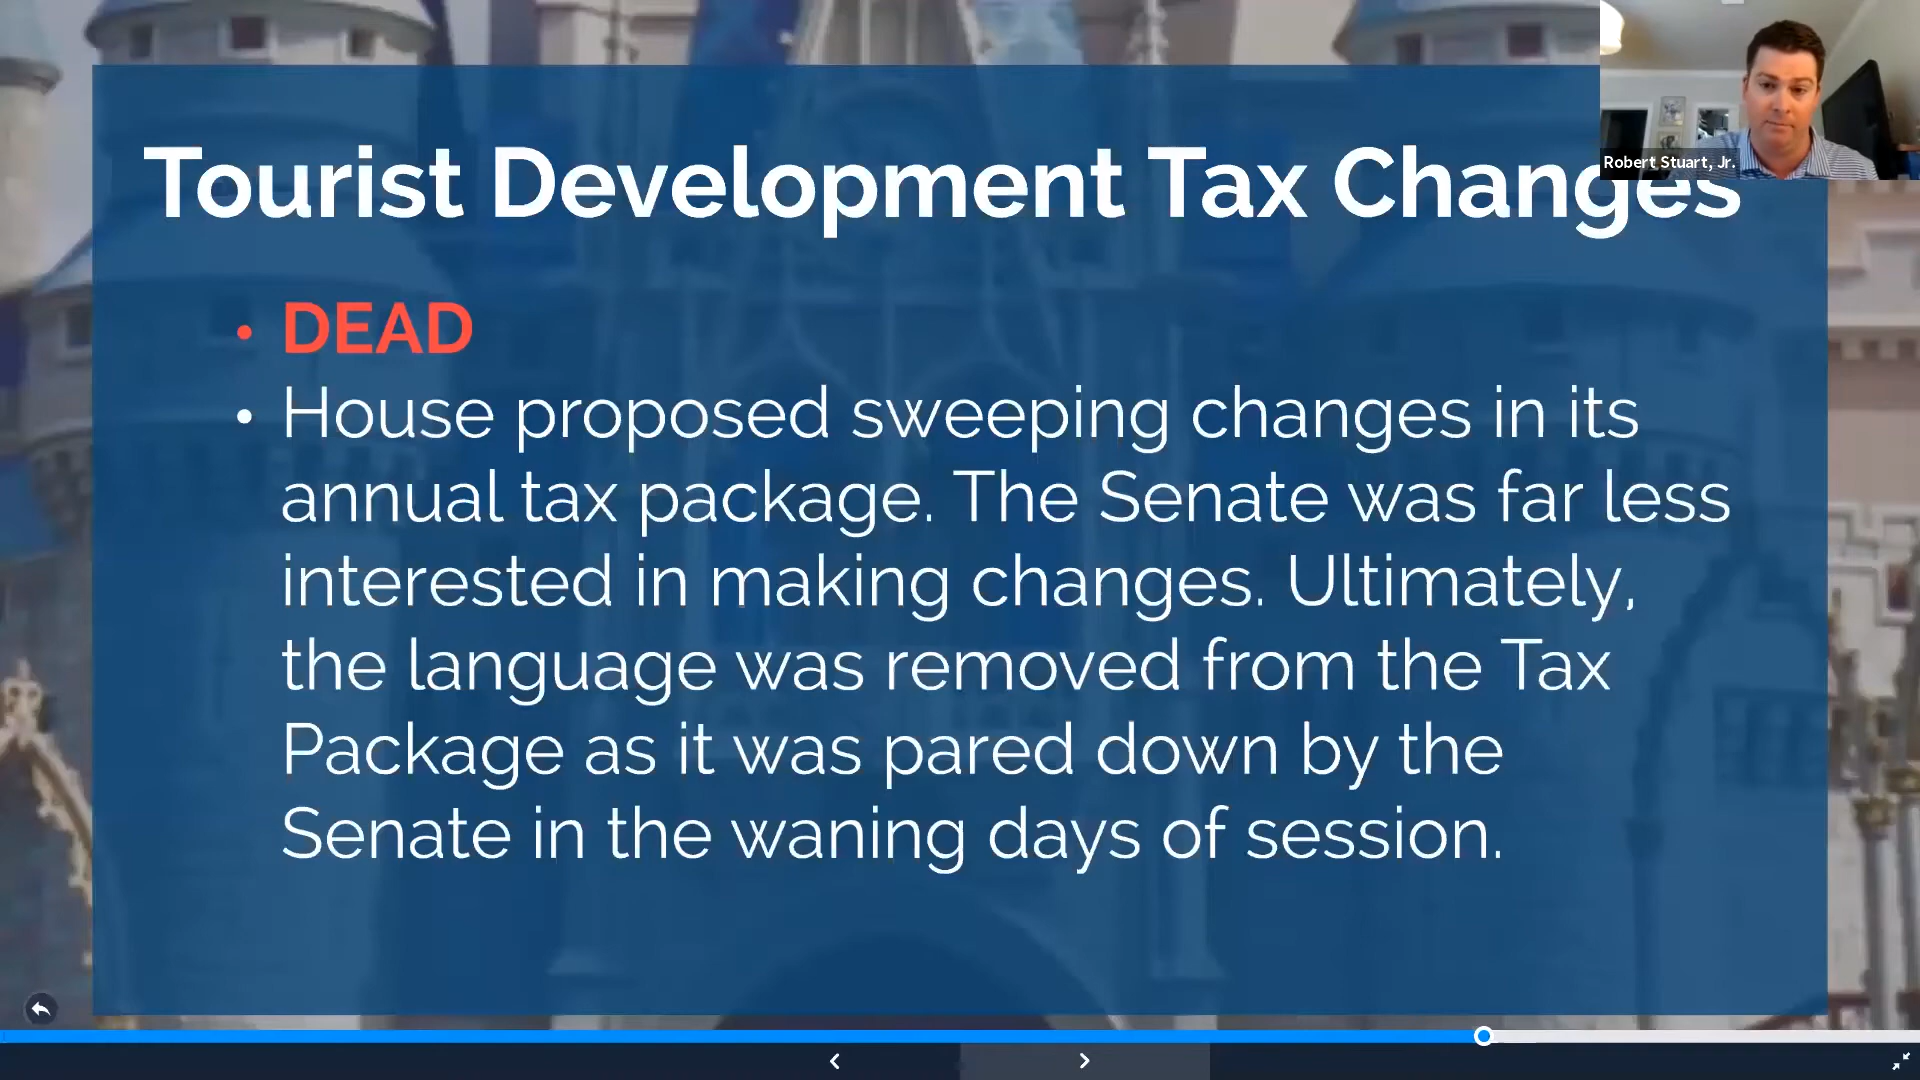 Robert Stuart, Jr.
Tourist Development Tax Changes
• DEAD
• House proposed sweeping changes in its
annual tax package. The Senate was far less
interested in making changes. Ultimately,
the language was removed from the Tax
Package as it was pared down by the
Senate in the waning days of session.